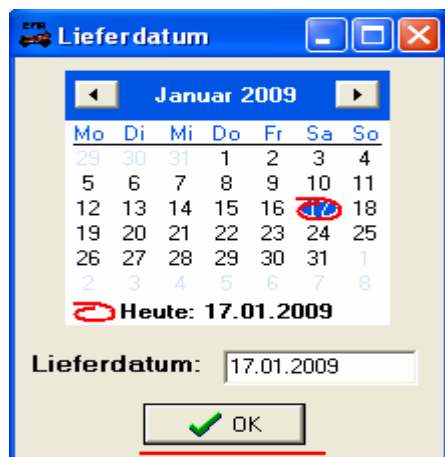 Lieferdatum
Januar 2009
Mo Di Mi Do Fr Sa So
29 30 31 1 2 3 4
5 6 7 8 9 10 11
12 13 14 15 16 17 18
19 20 21 22 23 24 25
26 27 28 29 30 31 1
2 3 4 5 6 7 8
Heute: 17.01.2009
Lieferdatum: 17.01.2009
OK